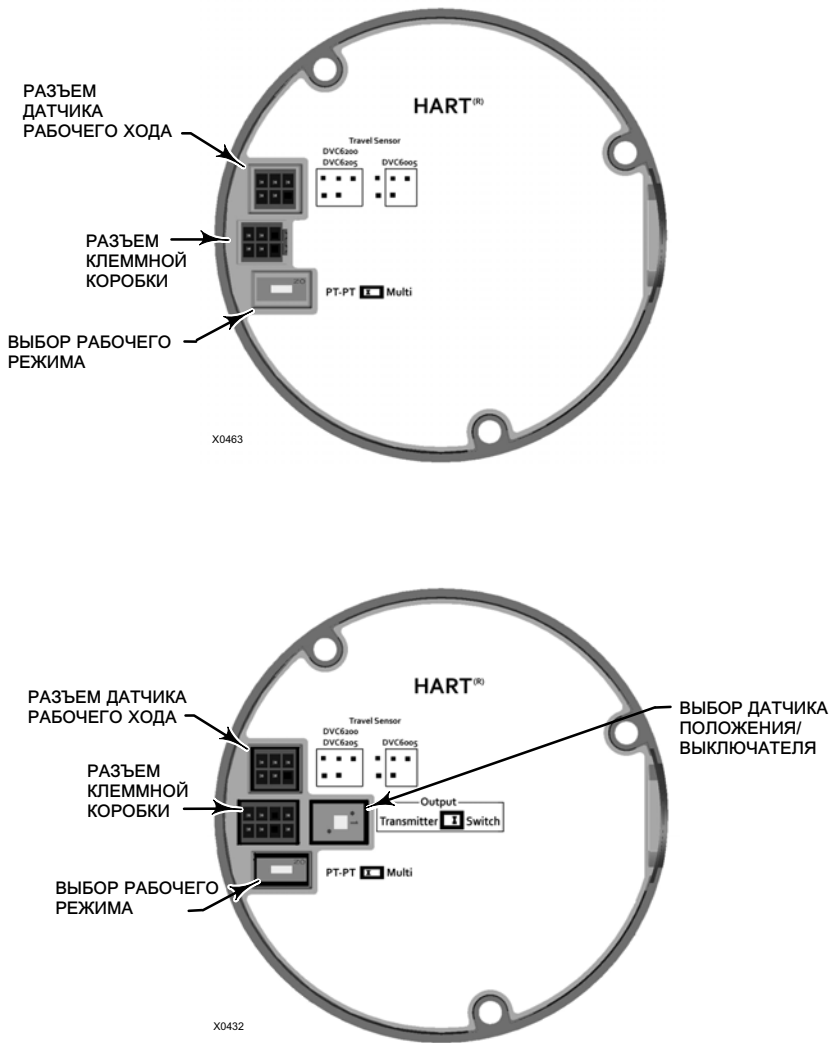 РАЗЪЕМ
ДАТЧИКА
РАБОЧЕГО ХОДА
HART(R)
Travel Sensor
DVC6200
DVC6205 DVC6005
РАЗЪЕМ
КЛЕММНОЙ
КОРОБКИ
PT-PT Multi
ВЫБОР РАБОЧЕГО
РЕЖИМА
X0463
HART(R)
РАЗЪЕМ ДАТЧИКА
РАБОЧЕГО ХОДА
Travel Sensor
DVC6200
DVC6205 DVC6005
ВЫБОР ДАТЧИКА
ПОЛОЖЕНИЯ/
ВЫКЛЮЧАТЕЛЯ
РАЗЪЕМ
КЛЕММНОЙ
КОРОБКИ
Output
Transmitter Switch
PT-PT Multi
ВЫБОР РАБОЧЕГО
РЕЖИМА
X0432